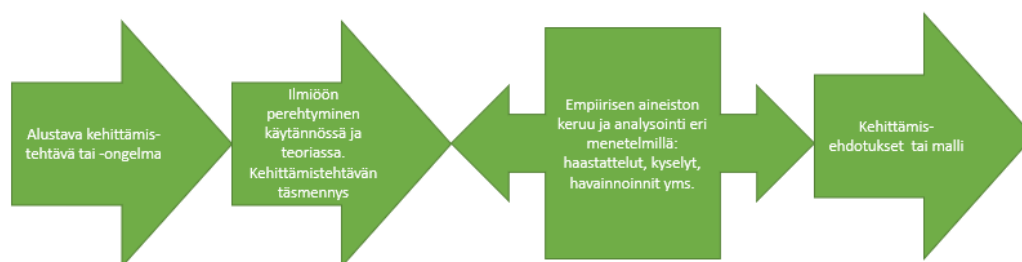 Alustava kehittämis-
tehtävä tai -ongelma
Ilmiöön
perehtyminen
käytännössä ja
teoriassa.
Kehittämistehtävän
täsmennys
Empiirisen aineiston
keruu ja analysointi eri
menetelmillä:
haastattelut, kyselyt,
havainnoinnit yms.
Kehittämis-
ehdotukset tai malli